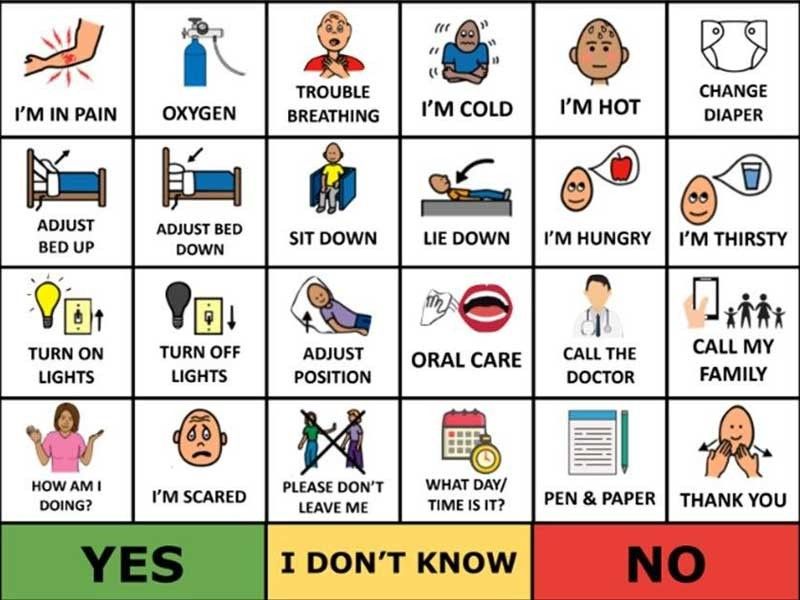 I'M IN PAIN
OXYGEN
TROUBLE
BREATHING
I'M COLD
I'M HOT
CHANGE
DIAPER
ADJUST
BED UP
ADJUST BED
DOWN
SIT DOWN
LIE DOWN
I'M HUNGRY
I'M THIRSTY
TURN ON
LIGHTS
TURN OFF
LIGHTS
ADJUST
POSITION
ORAL CARE
CALL THE
DOCTOR
CALL MY
FAMILY
HOW AM I
DOING?
I'M SCARED
PLEASE DON'T
LEAVE ME
WHAT DAY/
TIME IS IT?
PEN & PAPER
THANK YOU
YES
I DON'T KNOW
NO